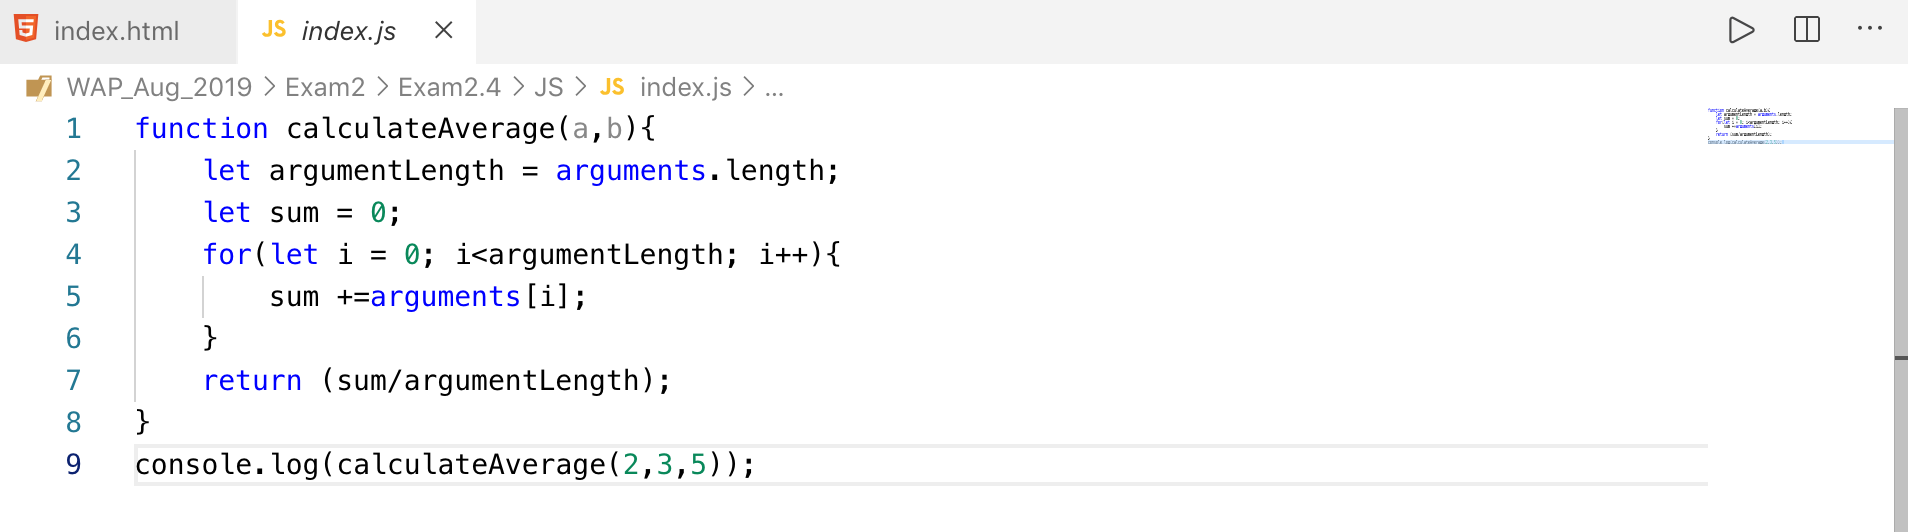 index.html
JS index.js
WAP_Aug_2019 > Exam2 > Exam2.4 > JS > JS index.js > ...
1 function calculateAverage(a,b){
2     let argumentLength = arguments.length;
3     let sum = 0;
4     for(let i = 0; i<argumentLength; i++){
5         sum +=arguments[i];
6     }
7     return (sum/argumentLength);
8 }
9 console.log(calculateAverage(2,3,5));